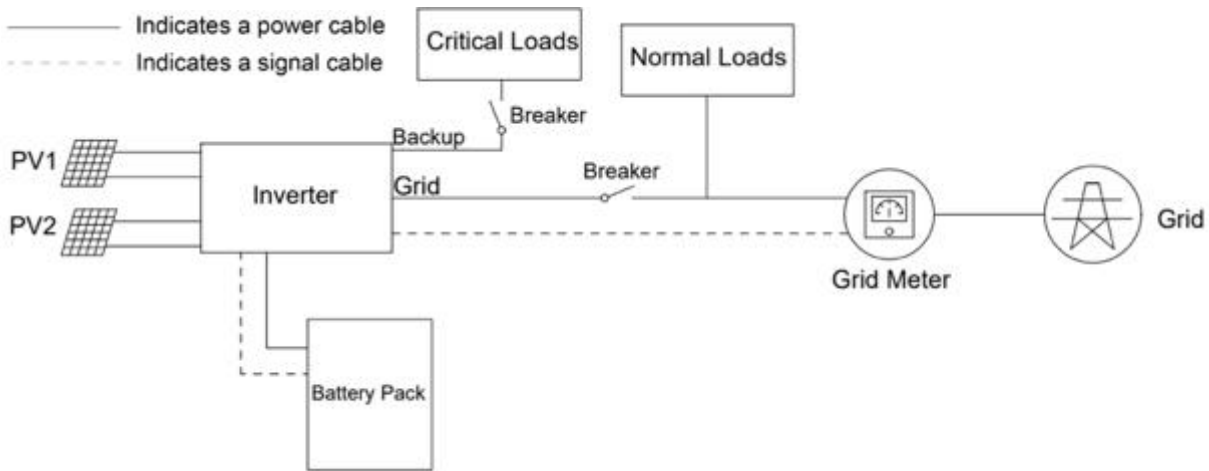 Indicates a power cable
Indicates a signal cable
Critical Loads
Normal Loads
Breaker
Backup
PV1
Breaker
Grid
Inverter
PV2
Grid
Grid Meter
Battery Pack